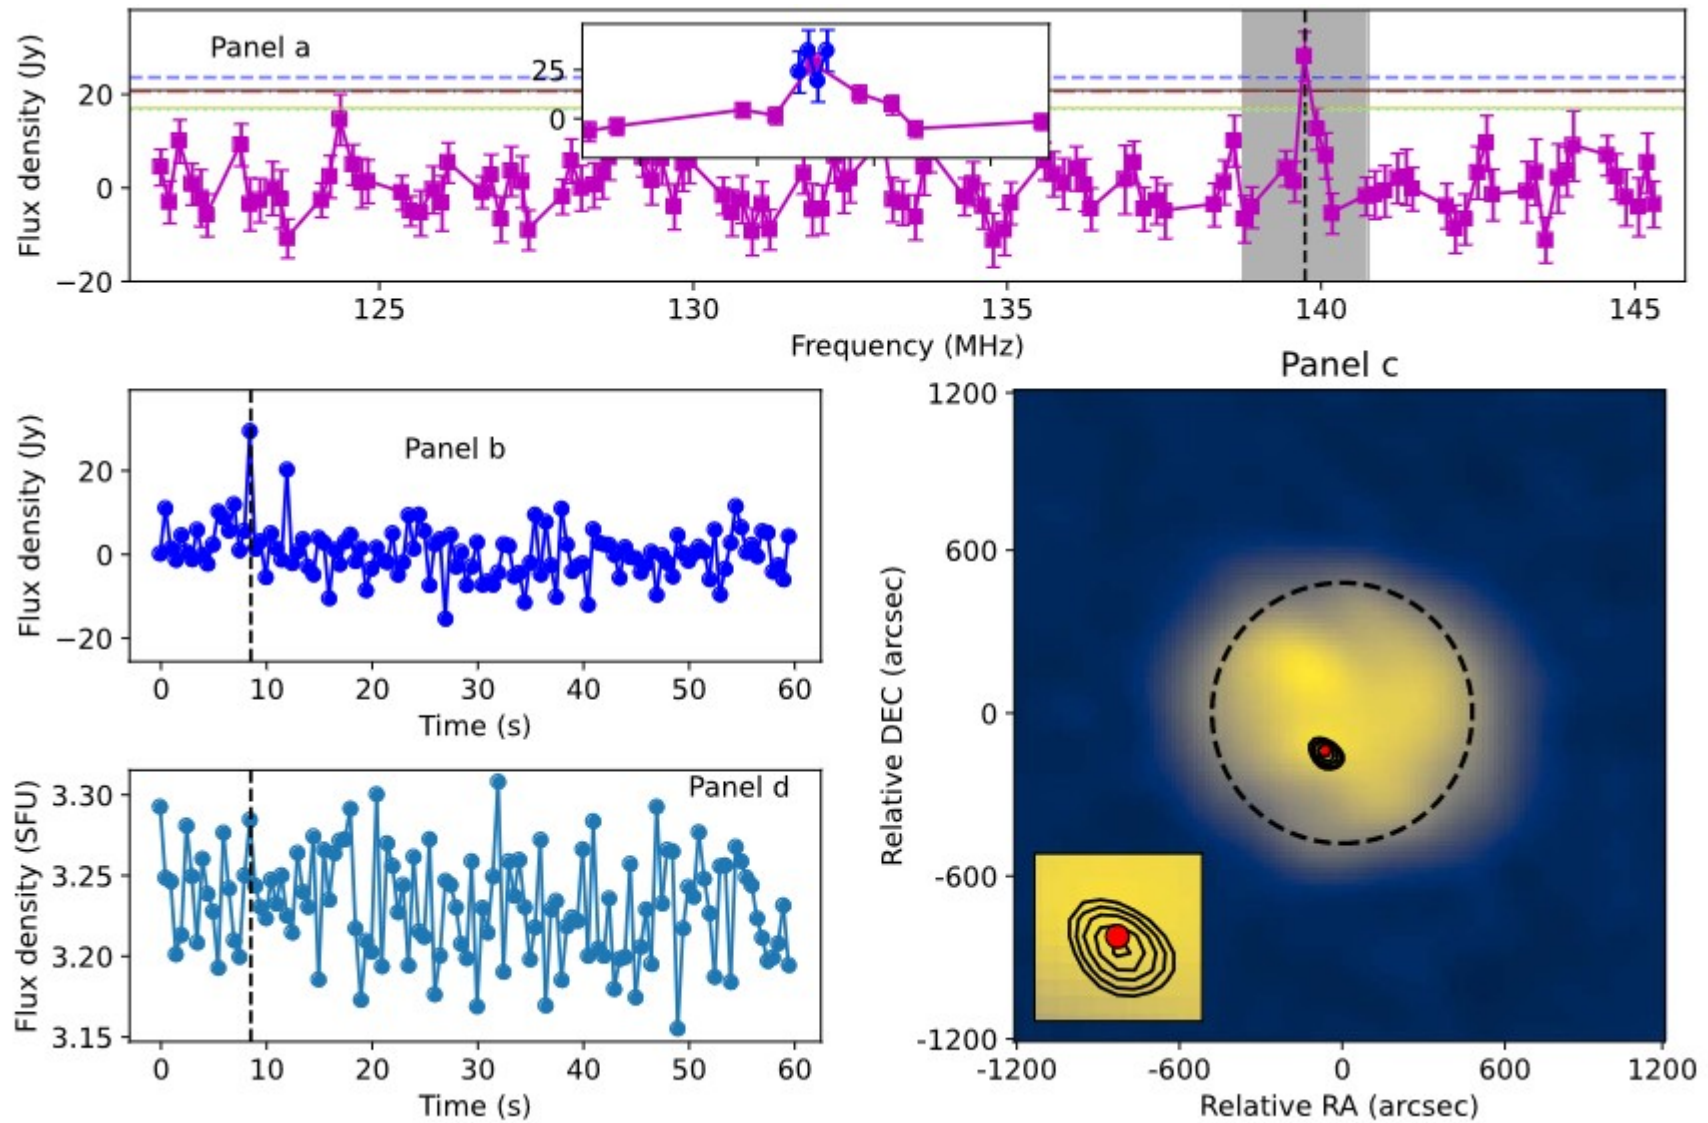 Panel a
Flux density (Jy)
20
0
−20
25
0
125 130 135 140 145
Frequency (MHz)
Panel b
Flux density (Jy)
20
0
−20
0 10 20 30 40 50 60
Time (s)
Panel d
Flux density (SFU)
3.30
3.25
3.20
3.15
0 10 20 30 40 50 60
Time (s)
Panel c
Relative DEC (arcsec)
1200
600
0
-600
-1200
-1200 -600 0 600 1200
Relative RA (arcsec)